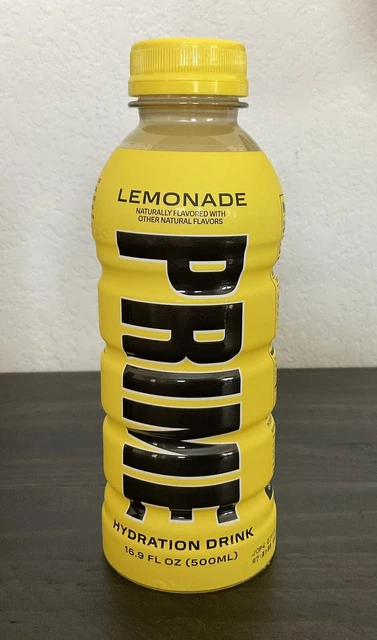 LEMONADE
NATURALLY FLAVORED WITH
OTHER NATURAL FLAVORS
PRIME
HYDRATION DRINK
16.9 FL OZ (500ML)